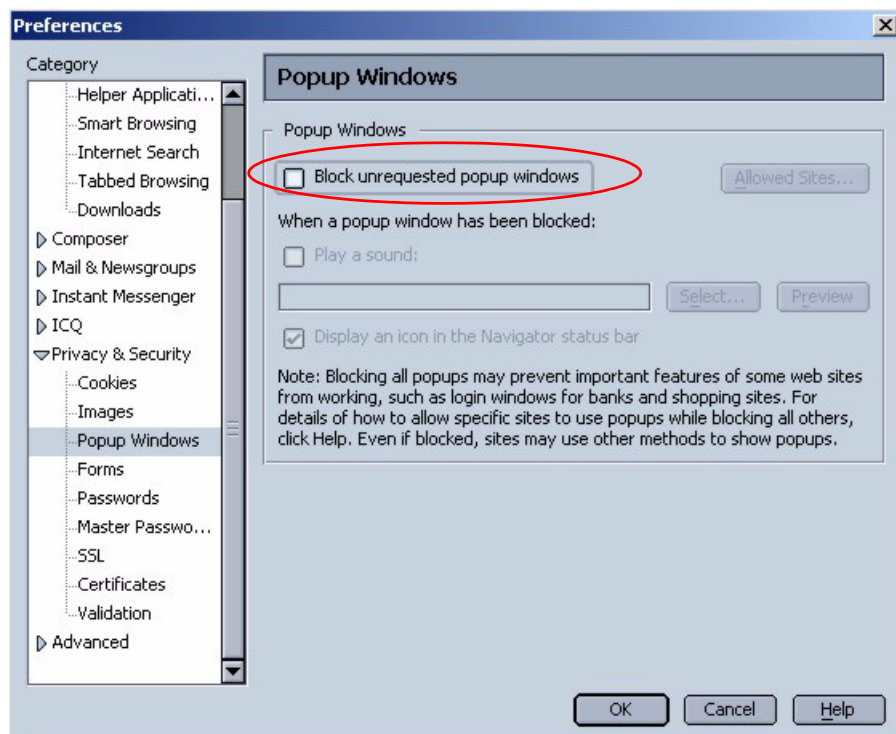 Preferences
Category
Helper Applicati...
Smart Browsing
Internet Search
Tabbed Browsing
Downloads
Composer
Mail & Newsgroups
Instant Messenger
ICQ
Privacy & Security
Cookies
Images
Popup Windows
Forms
Passwords
Master Passwo...
SSL
Certificates
Validation
Advanced
Popup Windows
Popup Windows
Block unrequested popup windows
Allowed Sites...
When a popup window has been blocked:
Play a sound:
Select...
Preview
Display an icon in the Navigator status bar
Note: Blocking all popups may prevent important features of some web sites
from working, such as login windows for banks and shopping sites. For
details of how to allow specific sites to use popups while blocking all others,
click Help. Even if blocked, sites may use other methods to show popups.
OK
Cancel
Help